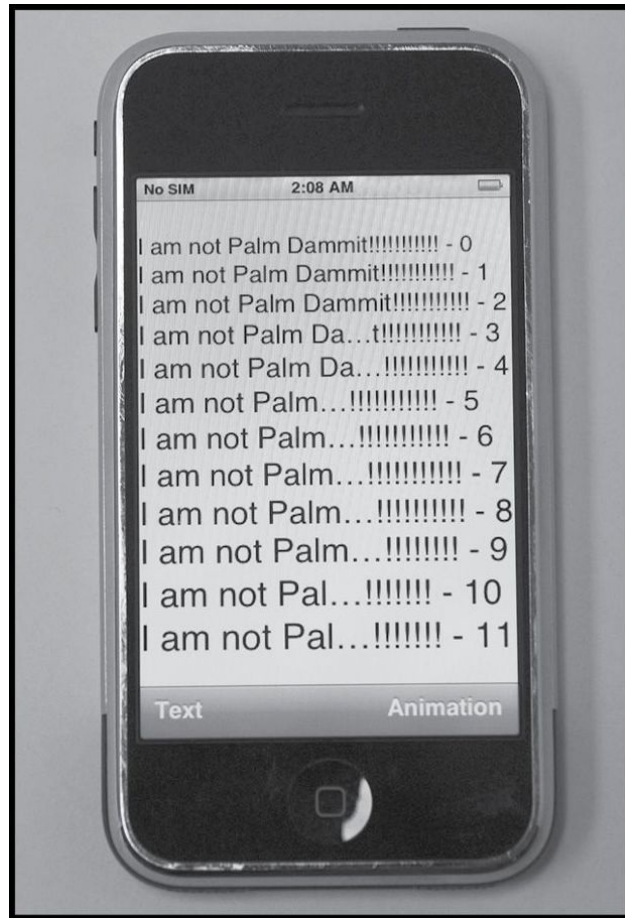 No SIM 2:08 AM
I am not Palm Dammit!!!!!!!!!!! - 0
I am not Palm Dammit!!!!!!!!!!! - 1
I am not Palm Dammit!!!!!!!!!!! - 2
I am not Palm Da…t!!!!!!!!!!! - 3
I am not Palm Da…!!!!!!!!!!! - 4
I am not Palm…!!!!!!!!!!! - 5
I am not Palm…!!!!!!!!!!! - 6
I am not Palm…!!!!!!!!!!! - 7
I am not Palm…!!!!!!!!!! - 8
I am not Palm…!!!!!!!! - 9
I am not Pal…!!!!!!! - 10
I am not Pal…!!!!!!! - 11
Text Animation